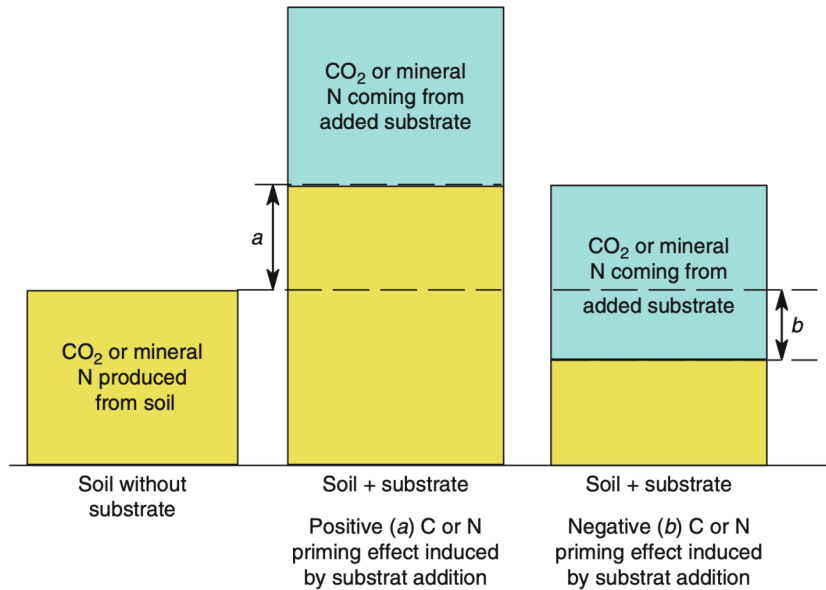 CO₂ or mineral
N coming from
added substrate
a
CO₂ or mineral
N produced
from soil
CO₂ or mineral
N coming from
added substrate
b
Soil without
substrate
Soil + substrate
Positive (a) C or N
priming effect induced
by substrat addition
Soil + substrate
Negative (b) C or N
priming effect induced
by substrat addition